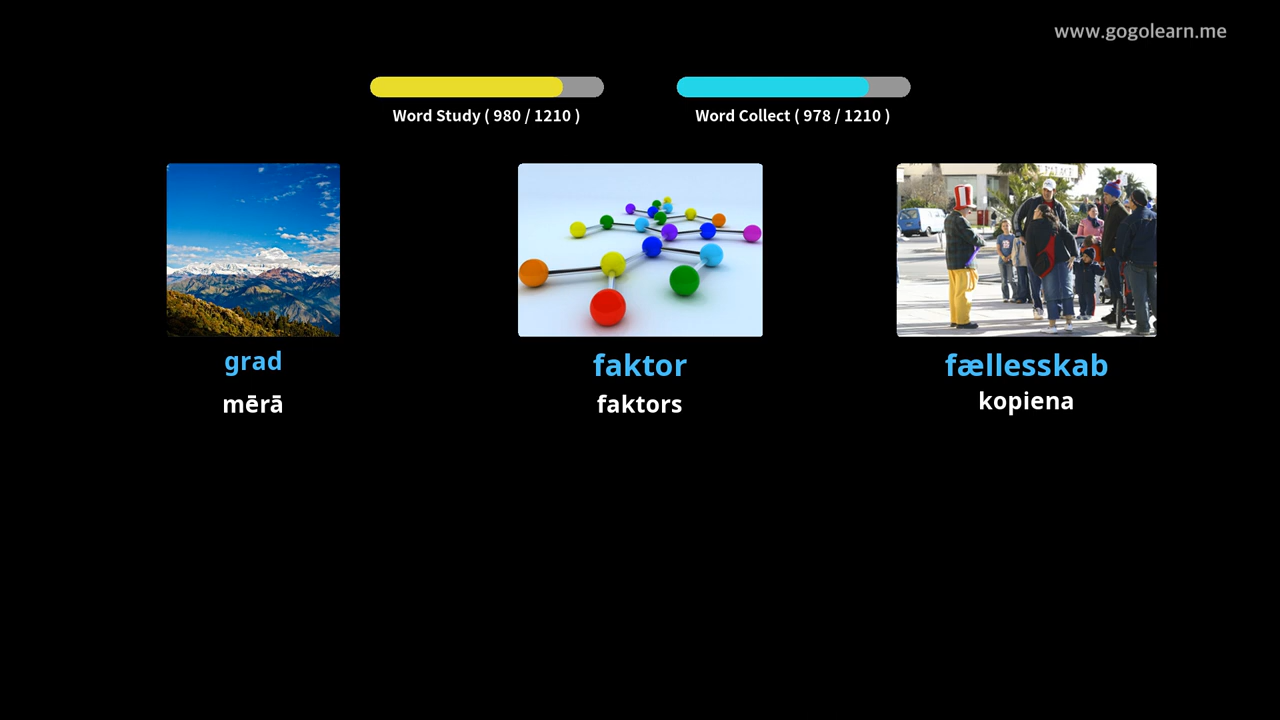 www.gogolearn.me
Word Study ( 980 / 1210 )
Word Collect ( 978 / 1210 )
grad
mērā
faktor
faktors
fællesskab
kopiena